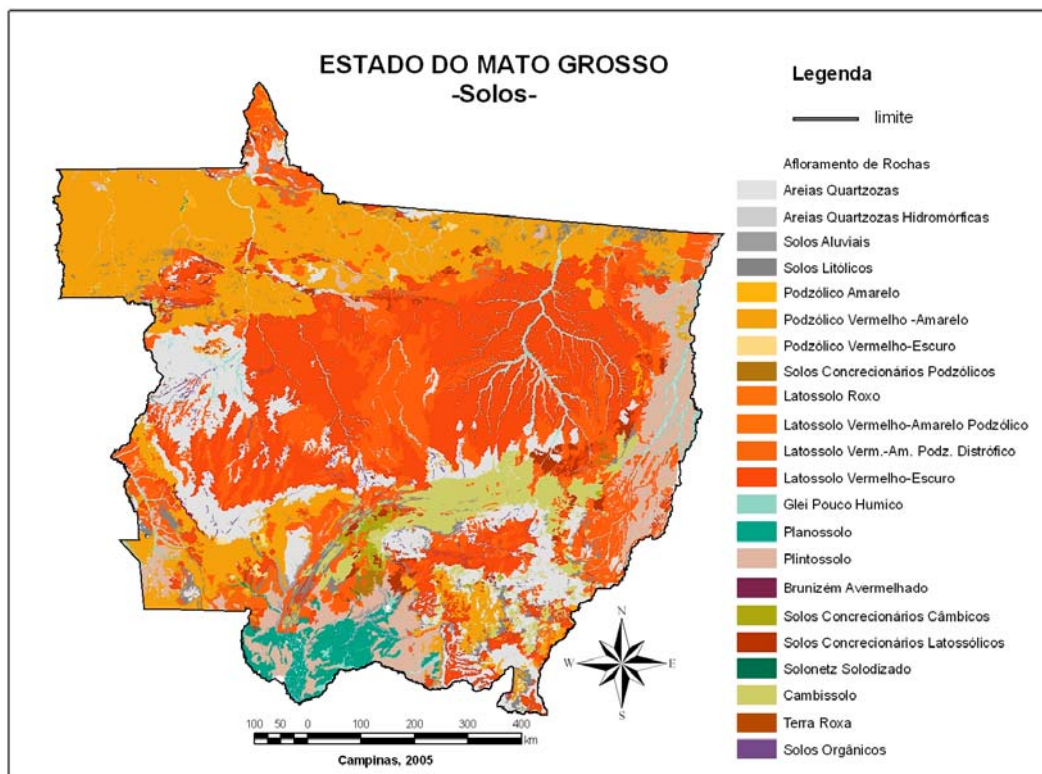 ESTADO DO MATO GROSSO
-Solos-
Legenda
limite
Afloramento de Rochas
Areias Quartzozas
Areias Quartzozas Hidromórficas
Solos Aluviais
Solos Litólicos
Podzólico Amarelo
Podzólico Vermelho -Amarelo
Podzólico Vermelho-Escuro
Solos Concrecionários Podzólicos
Latossolo Roxo
Latossolo Vermelho-Amarelo Podzólico
Latossolo Verm.-Am. Podz. Distrófico
Latossolo Vermelho-Escuro
Glei Pouco Humico
Planossolo
Plintossolo
Brunizém Avermelhado
Solos Concrecionários Câmbicos
Solos Concrecionários Latossólicos
Solonetz Solodizado
Cambissolo
Terra Roxa
Solos Orgânicos
N
W E
S
100 50 0 100 200 300 400
km
Campinas, 2005